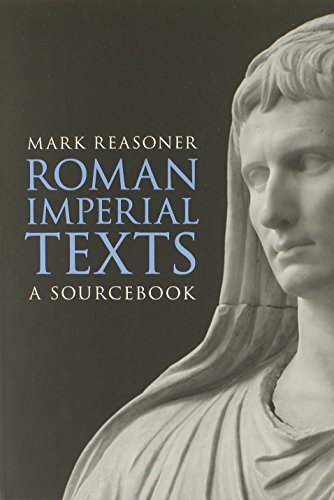 MARK REASONER
ROMAN
IMPERIAL
TEXTS
A SOURCEBOOK